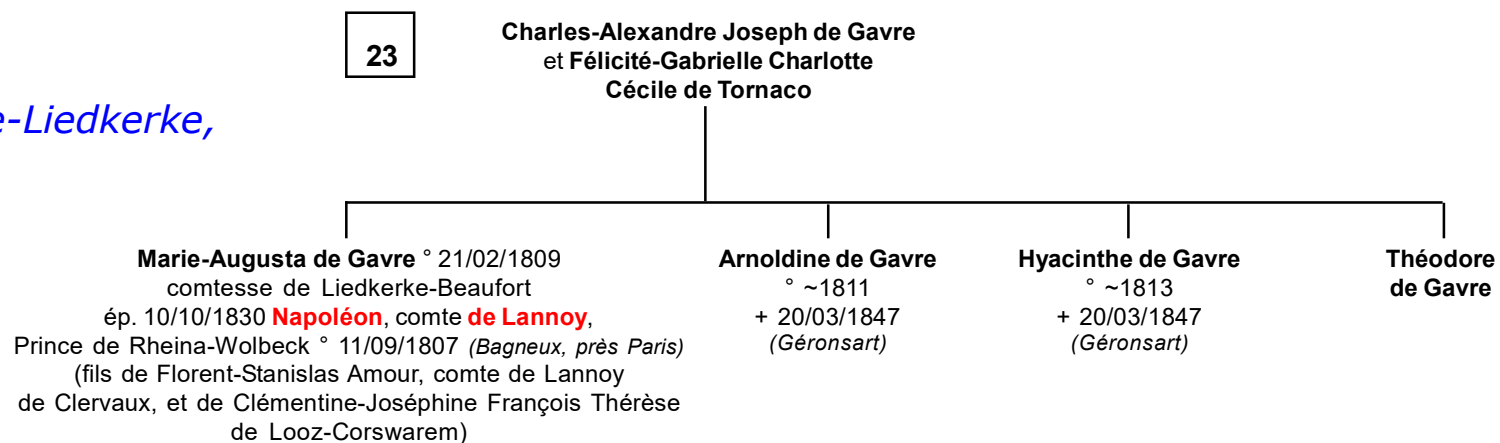 23
Charles-Alexandre Joseph de Gavre
et Félicité-Gabrielle Charlotte
Cécile de Tornaco
e-Liedkerke,
Marie-Augusta de Gavre ° 21/02/1809
comtesse de Liedkerke-Beaufort
ép. 10/10/1830 Napoléon, comte de Lannoy,
Prince de Rheina-Wolbeck ° 11/09/1807 (Bagneux, près Paris)
(fils de Florent-Stanislas Amour, comte de Lannoy
de Clervaux, et de Clémentine-Joséphine François Thérèse
de Looz-Corswarem)
Arnoldine de Gavre
° ~1811
+ 20/03/1847
(Géronsart)
Hyacinthe de Gavre
° ~1813
+ 20/03/1847
(Géronsart)
Théodore
de Gavre